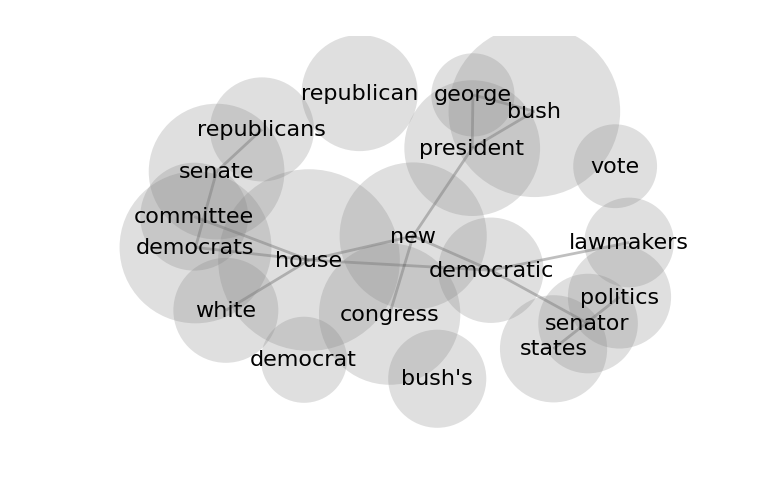 republican
george
bush
republicans
president
vote
senate
committee
new
lawmakers
democrats
house
democratic
politics
white
congress
senator
states
democrat
bush's